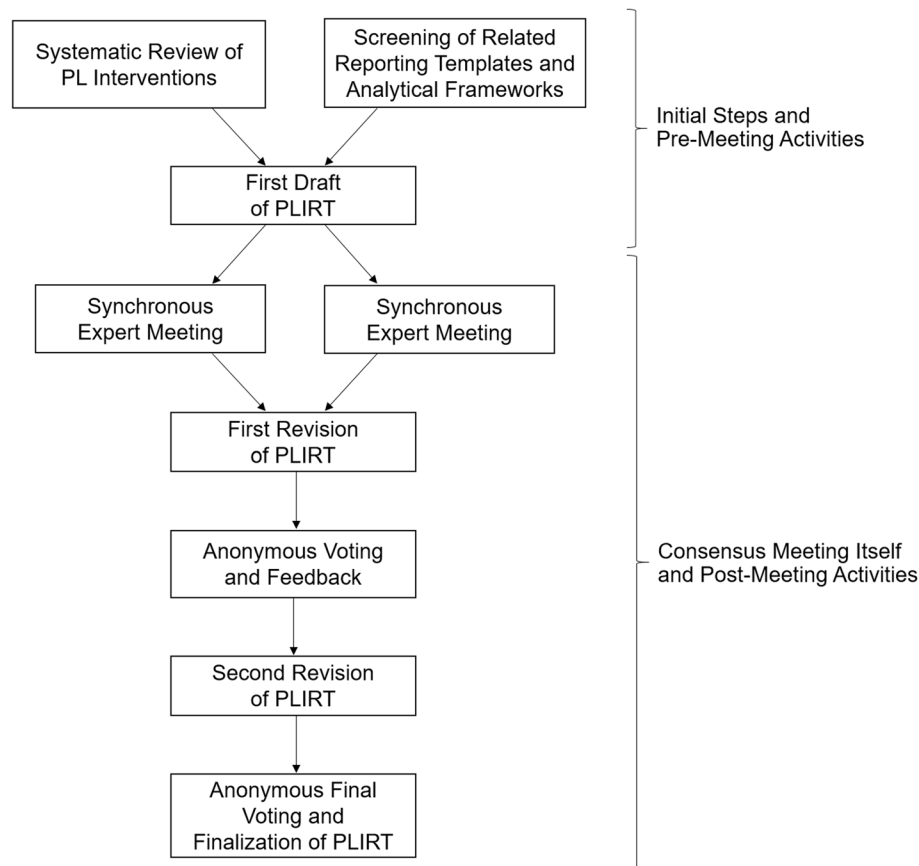 Systematic Review of
PL Interventions
Screening of Related
Reporting Templates and
Analytical Frameworks
Initial Steps and
Pre-Meeting Activities
First Draft
of PLIRT
Synchronous
Expert Meeting
Synchronous
Expert Meeting
First Revision
of PLIRT
Anonymous Voting
and Feedback
Consensus Meeting Itself
and Post-Meeting Activities
Second Revision
of PLIRT
Anonymous Final
Voting and
Finalization of PLIRT